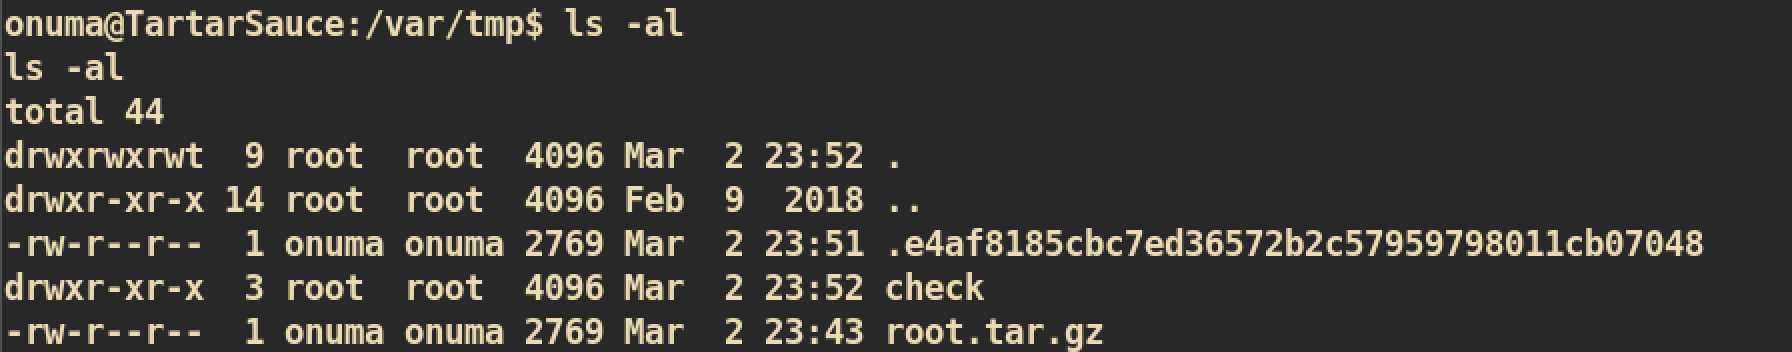 onuma@TartarSauce:/var/tmp$ ls -al
ls -al
total 44
drwxrwxrwt  9 root  root  4096 Mar  2 23:52 .
drwxr-xr-x 14 root  root  4096 Feb  9  2018 ..
-rw-r--r--  1 onuma onuma 2769 Mar  2 23:51 .e4af8185cbc7ed36572b2c57959798011cb07048
drwxr-xr-x  3 root  root  4096 Mar  2 23:52 check
-rw-r--r--  1 onuma onuma 2769 Mar  2 23:43 root.tar.gz